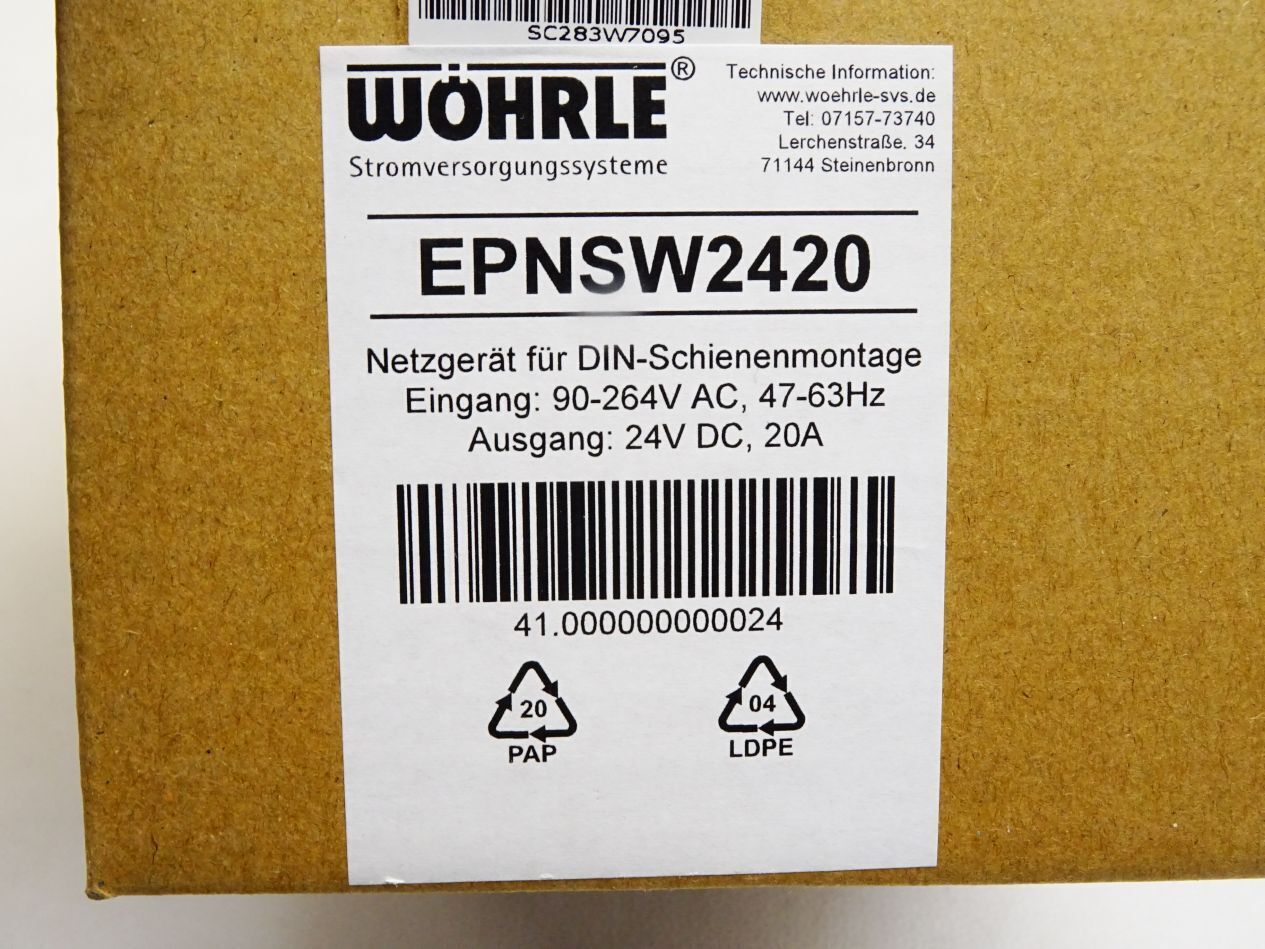 SC283W7095
WÖHRLE®
Stromversorgungssysteme
Technische Information:
www.woehrle-svs.de
Tel: 07157-73740
Lerchenstraße. 34
71144 Steinenbronn
EPNSW2420
Netzgerät für DIN-Schienenmontage
Eingang: 90-264V AC, 47-63Hz
Ausgang: 24V DC, 20A
41.000000000024
20
PAP
04
LDPE